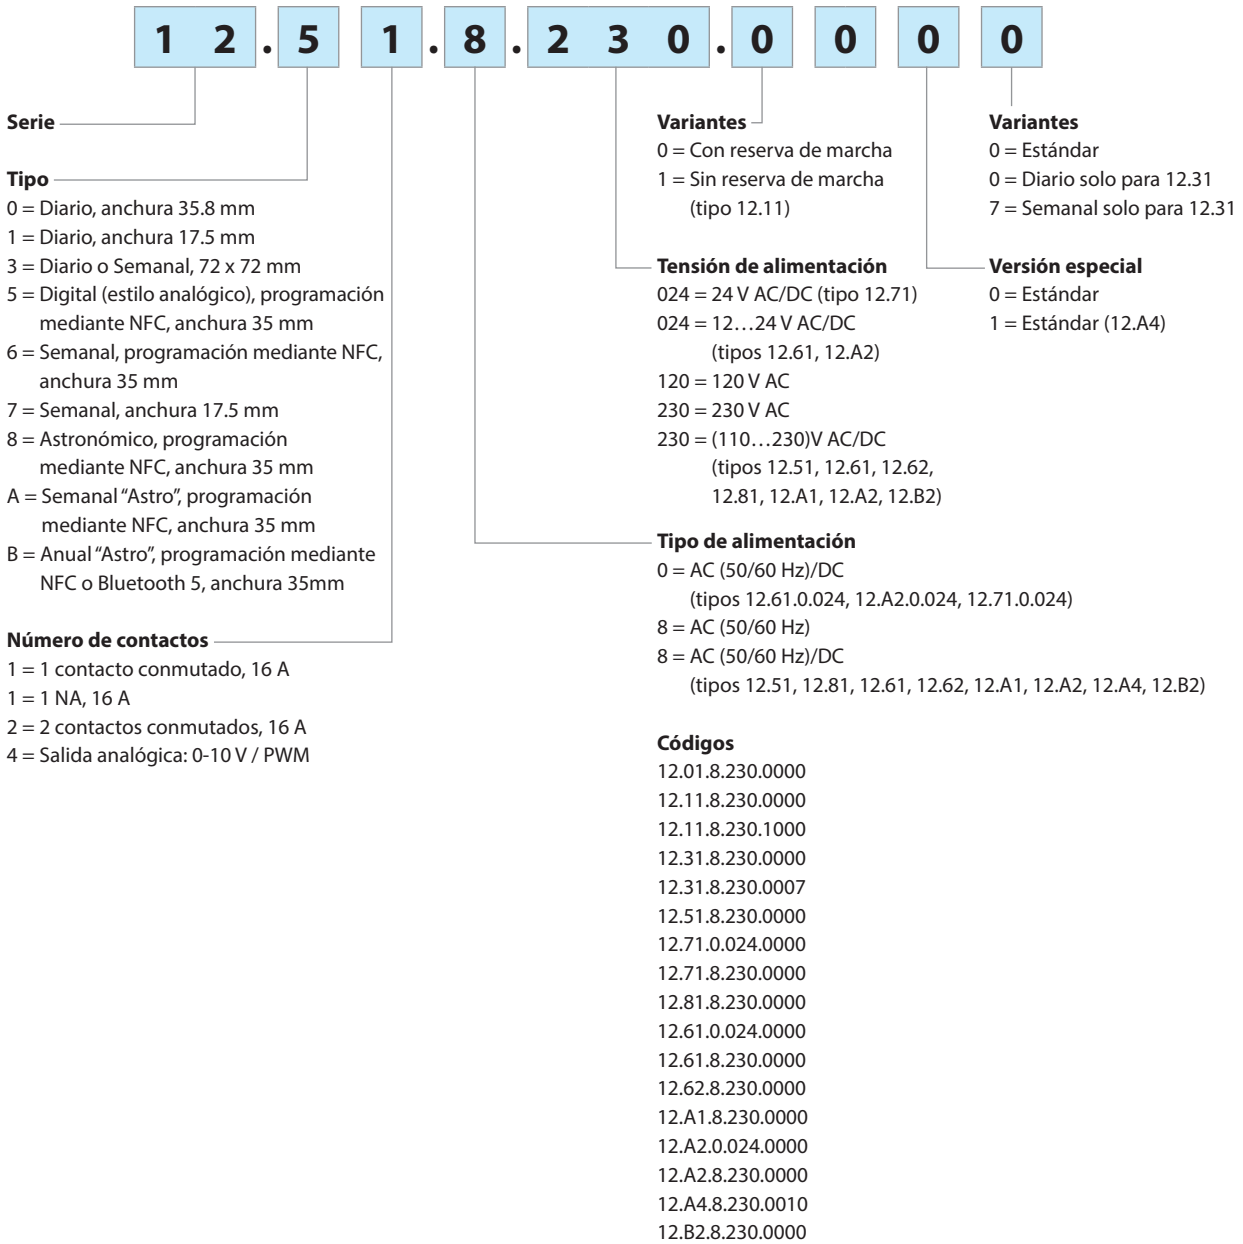 1 2 . 5 1 . 8 . 2 3 0 . 0 0 0 0
Serie
Tipo
0 = Diario, anchura 35.8 mm
1 = Diario, anchura 17.5 mm
3 = Diario o Semanal, 72 x 72 mm
5 = Digital (estilo analógico), programación
mediante NFC, anchura 35 mm
6 = Semanal, programación mediante NFC,
anchura 35 mm
7 = Semanal, anchura 17.5 mm
8 = Astronómico, programación
mediante NFC, anchura 35 mm
A = Semanal “Astro”, programación
mediante NFC, anchura 35 mm
B = Anual “Astro”, programación mediante
NFC o Bluetooth 5, anchura 35mm
Número de contactos
1 = 1 contacto conmutado, 16 A
1 = 1 NA, 16 A
2 = 2 contactos conmutados, 16 A
4 = Salida analógica: 0-10 V / PWM
Variantes
0 = Con reserva de marcha
1 = Sin reserva de marcha
(tipo 12.11)
Tensión de alimentación
024 = 24 V AC/DC (tipo 12.71)
024 = 12…24 V AC/DC
(tipos 12.61, 12.A2)
120 = 120 V AC
230 = 230 V AC
230 = (110…230)V AC/DC
(tipos 12.51, 12.61, 12.62,
12.81, 12.A1, 12.A2, 12.B2)
Tipo de alimentación
0 = AC (50/60 Hz)/DC
(tipos 12.61.0.024, 12.A2.0.024, 12.71.0.024)
8 = AC (50/60 Hz)
8 = AC (50/60 Hz)/DC
(tipos 12.51, 12.81, 12.61, 12.62, 12.A1, 12.A2, 12.A4, 12.B2)
Códigos
12.01.8.230.0000
12.11.8.230.0000
12.11.8.230.1000
12.31.8.230.0000
12.31.8.230.0007
12.51.8.230.0000
12.71.0.024.0000
12.71.8.230.0000
12.81.8.230.0000
12.61.0.024.0000
12.61.8.230.0000
12.62.8.230.0000
12.A1.8.230.0000
12.A2.0.024.0000
12.A2.8.230.0000
12.A4.8.230.0010
12.B2.8.230.0000
Variantes
0 = Estándar
0 = Diario solo para 12.31
7 = Semanal solo para 12.31
Versión especial
0 = Estándar
1 = Estándar (12.A4)